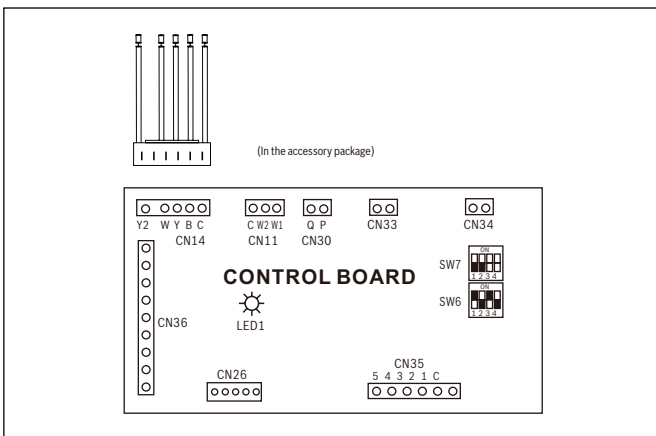 (In the accessory package)
Y2 W Y B C
CN14
C W2 W1
CN11
Q P
CN30
CN33
CN34
CONTROL BOARD
SW7
ON
1 2 3 4
SW6
ON
1 2 3 4
LED1
CN36
CN26
CN35
5 4 3 2 1 C